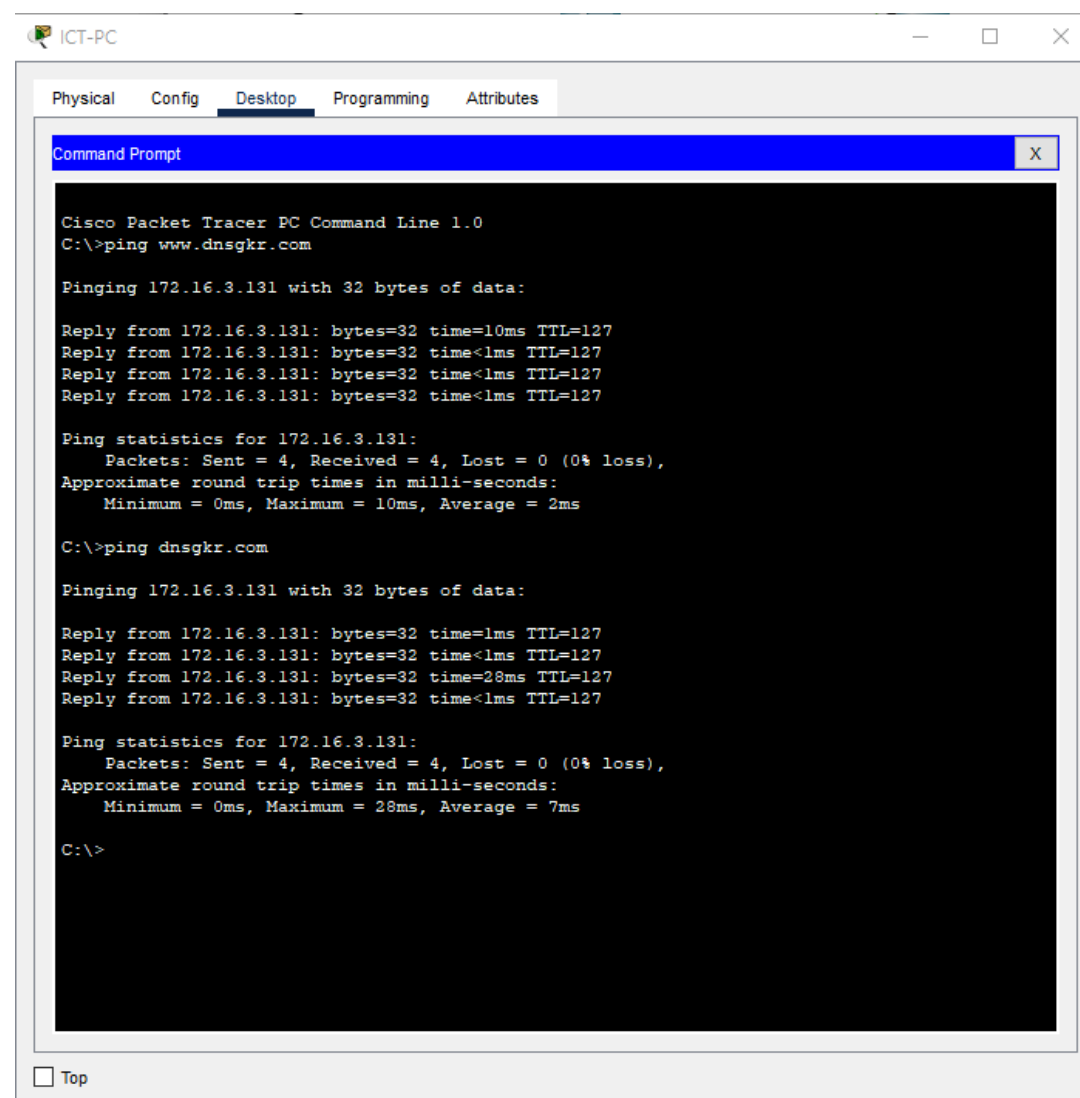 ICT-PC
Physical Config Desktop Programming Attributes
Command Prompt X
Cisco Packet Tracer PC Command Line 1.0
C:\>ping www.dnsgkr.com
Pinging 172.16.3.131 with 32 bytes of data:
Reply from 172.16.3.131: bytes=32 time=10ms TTL=127
Reply from 172.16.3.131: bytes=32 time<1ms TTL=127
Reply from 172.16.3.131: bytes=32 time<1ms TTL=127
Reply from 172.16.3.131: bytes=32 time<1ms TTL=127
Ping statistics for 172.16.3.131:
Packets: Sent = 4, Received = 4, Lost = 0 (0% loss),
Approximate round trip times in milli-seconds:
Minimum = 0ms, Maximum = 10ms, Average = 2ms
C:\>ping dnsgkr.com
Pinging 172.16.3.131 with 32 bytes of data:
Reply from 172.16.3.131: bytes=32 time=1ms TTL=127
Reply from 172.16.3.131: bytes=32 time<1ms TTL=127
Reply from 172.16.3.131: bytes=32 time=28ms TTL=127
Reply from 172.16.3.131: bytes=32 time<1ms TTL=127
Ping statistics for 172.16.3.131:
Packets: Sent = 4, Received = 4, Lost = 0 (0% loss),
Approximate round trip times in milli-seconds:
Minimum = 0ms, Maximum = 28ms, Average = 7ms
C:\>
Top